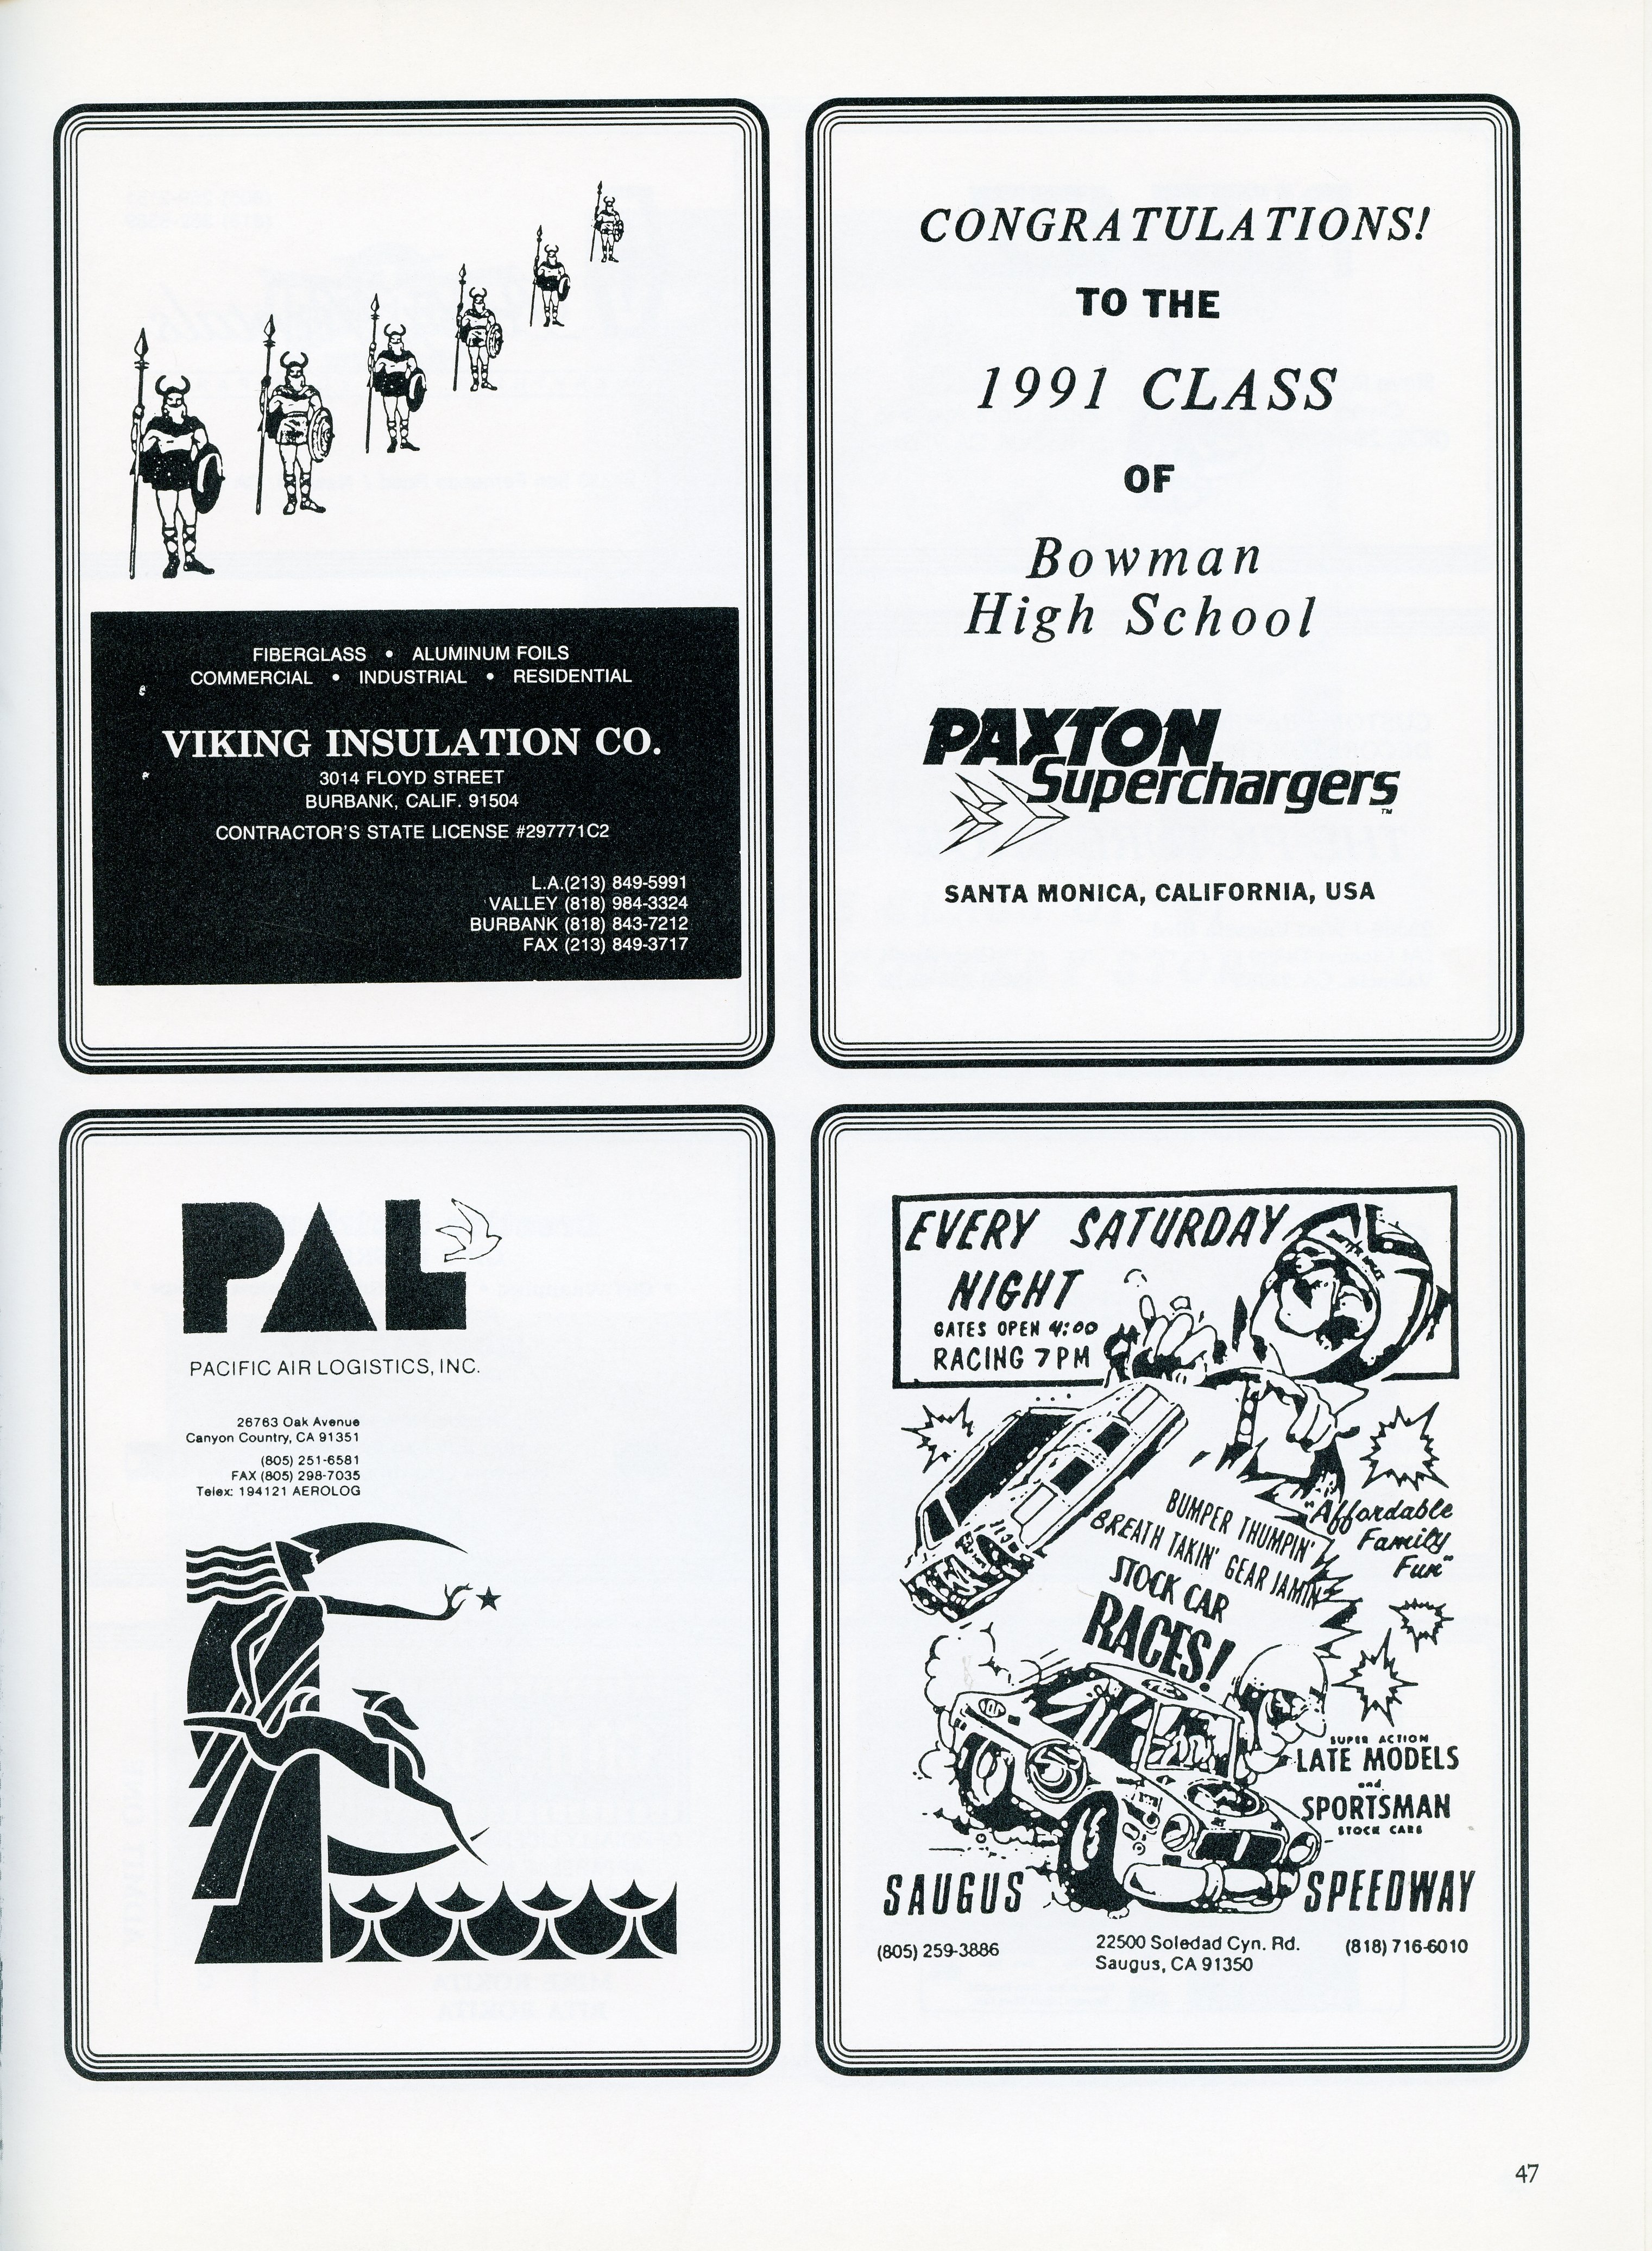 FIBERGLASS • ALUMINUM FOILS
COMMERCIAL • INDUSTRIAL • RESIDENTIAL
VIKING INSULATION CO.
3014 FLOYD STREET
BURBANK, CALIF. 91504
CONTRACTOR'S STATE LICENSE #297771C2
L.A.(213) 849-5991
VALLEY (818) 984-3324
BURBANK (818) 843-7212
FAX (213) 849-3717
CONGRATULATIONS!
TO THE
1991 CLASS
OF
Bowman
High School
PAXTON
Superchargers
TM
SANTA MONICA, CALIFORNIA, USA
PAL
PACIFIC AIR LOGISTICS, INC.
26763 Oak Avenue
Canyon Country, CA 91351
(805) 251-6581
FAX (805) 298-7035
Telex: 194121 AEROLOG
EVERY SATURDAY
NIGHT
GATES OPEN 4:00
RACING 7 PM
BUMPER THUMPIN'
BREATH TAKIN' GEAR JAMIN'
STOCK CAR
RACES!
"Affordable
Family
Fun"
SUPER ACTION
LATE MODELS
and
SPORTSMAN
STOCK CARS
SAUGUS SPEEDWAY
(805) 259-3886
22500 Soledad Cyn. Rd.
Saugus, CA 91350
(818) 716-6010
47